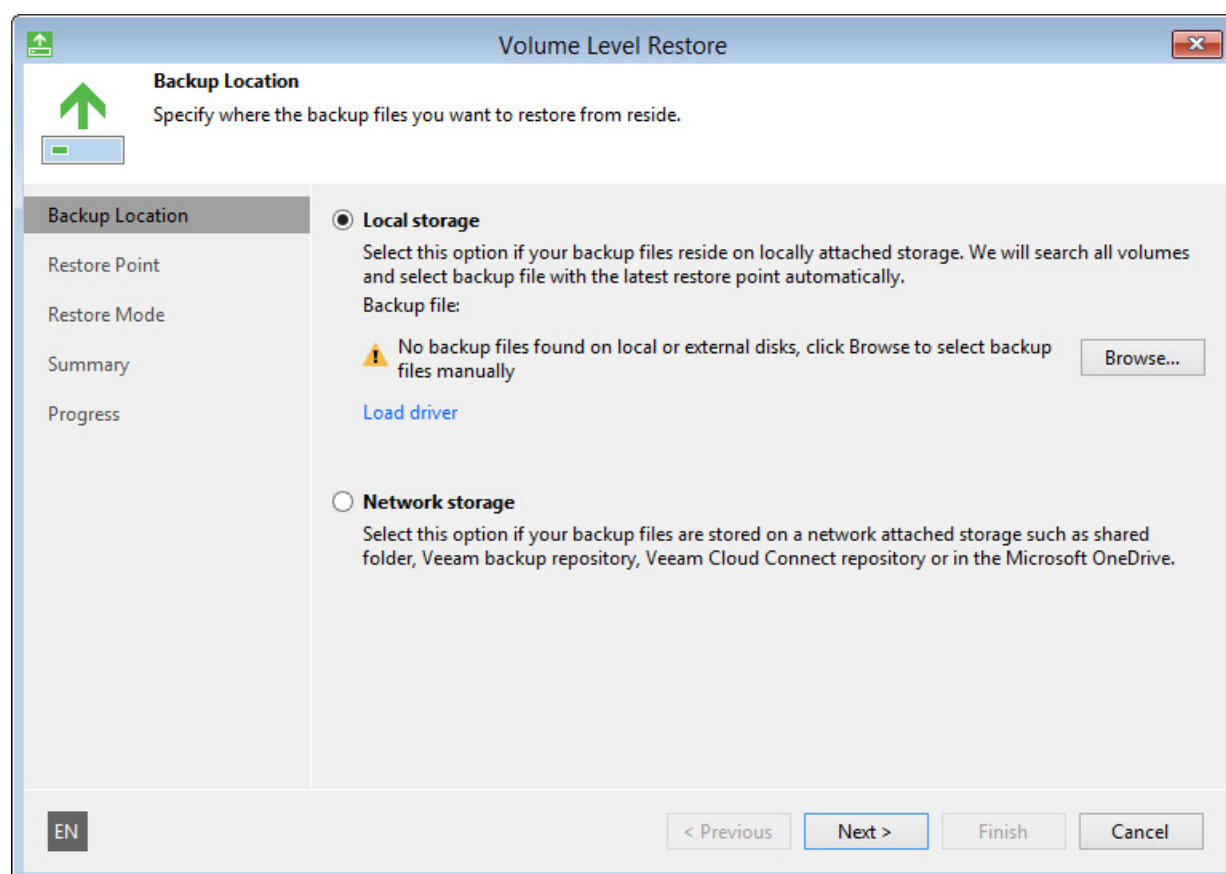 Volume Level Restore
Backup Location
Specify where the backup files you want to restore from reside.
Backup Location
Restore Point
Restore Mode
Summary
Progress
Local storage
Select this option if your backup files reside on locally attached storage. We will search all volumes
and select backup file with the latest restore point automatically.
Backup file:
No backup files found on local or external disks, click Browse to select backup
files manually
Browse...
Load driver
Network storage
Select this option if your backup files are stored on a network attached storage such as shared
folder, Veeam backup repository, Veeam Cloud Connect repository or in the Microsoft OneDrive.
EN
< Previous
Next >
Finish
Cancel